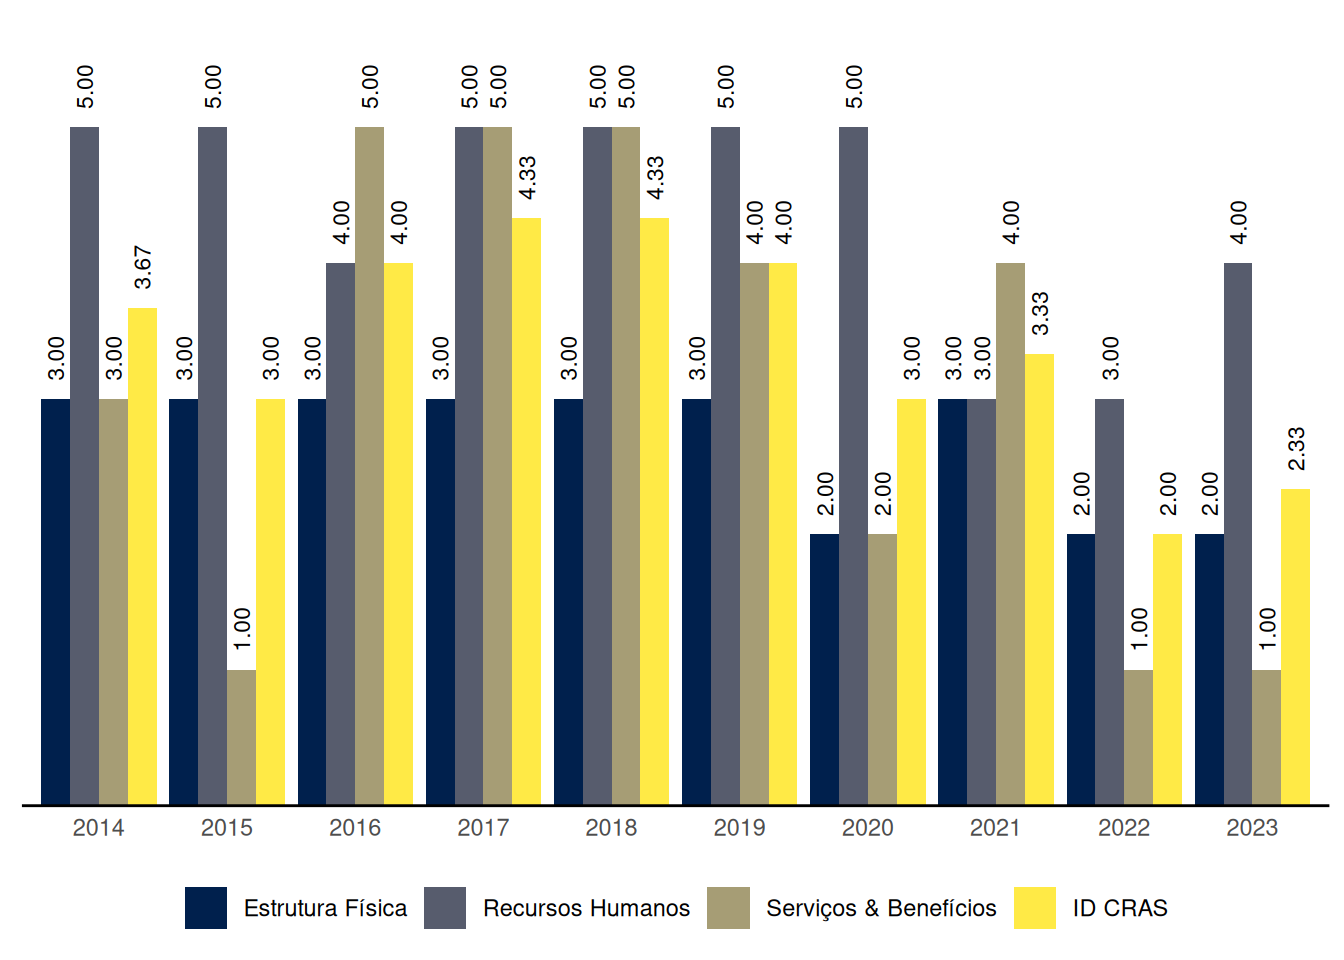 3.00 5.00 3.00 3.67 3.00 5.00 1.00 3.00 3.00 4.00 5.00 4.00 3.00 5.00 5.00 4.33 3.00 5.00 5.00 4.33 3.00 5.00 4.00 4.00 2.00 5.00 2.00 3.00 3.00 3.00 4.00 3.33 2.00 3.00 1.00 2.00 2.00 4.00 1.00 2.33
2014 2015 2016 2017 2018 2019 2020 2021 2022 2023
Estrutura Física Recursos Humanos Serviços & Benefícios ID CRAS